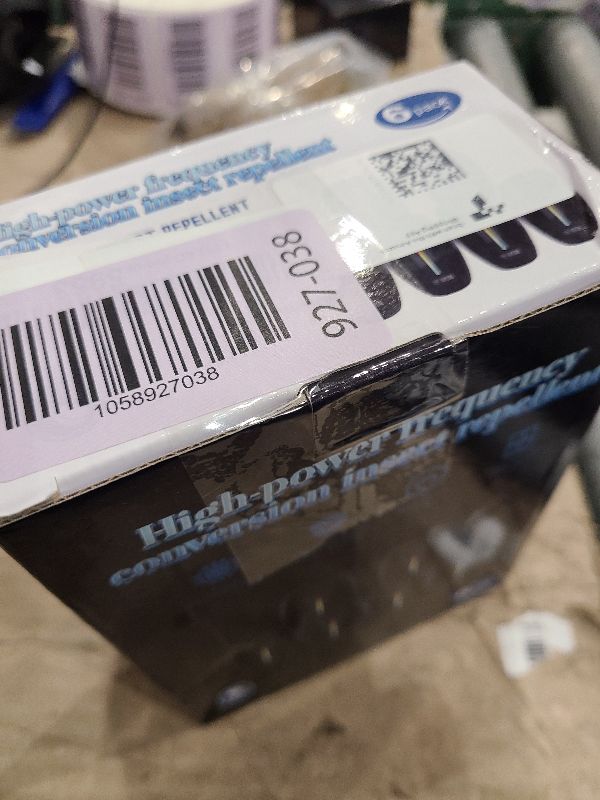 6 pack
High-power frequency
conversion insect repellent
REPELLENT
927-038
1058927038
High-power frequency
conversion insect repellent